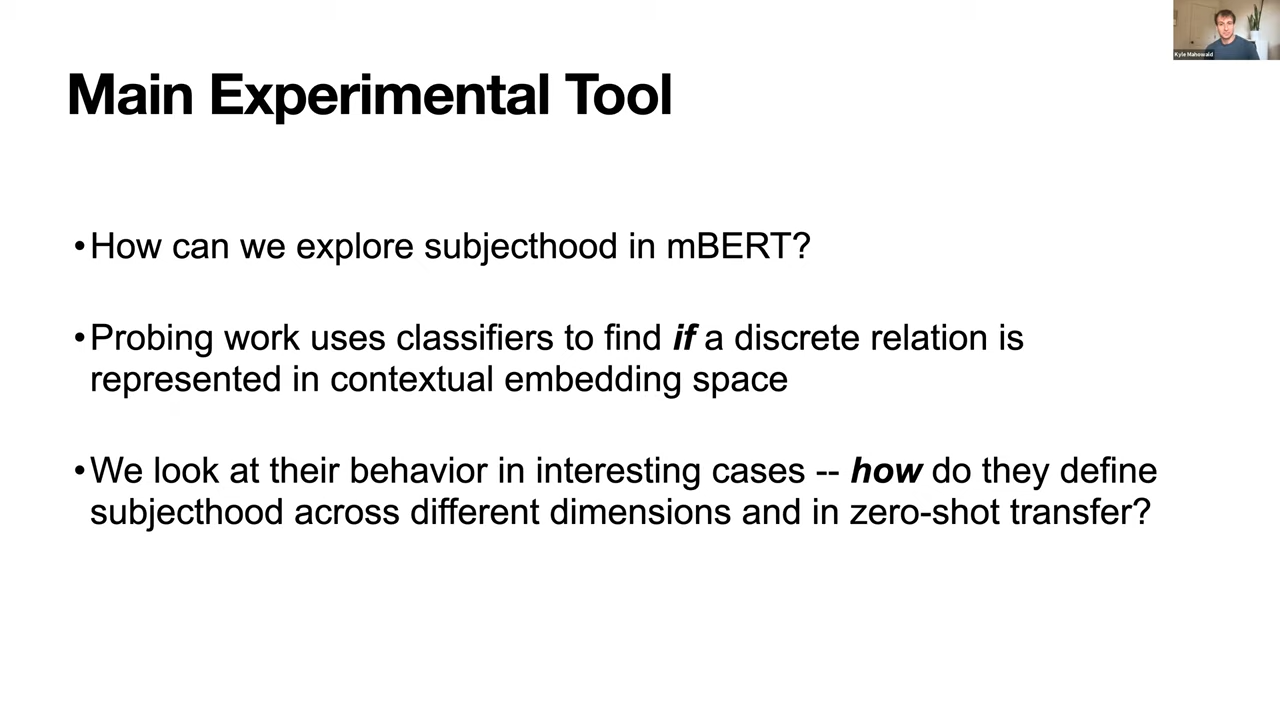 Kyle Mahowald
Main Experimental Tool
•How can we explore subjecthood in mBERT?
•Probing work uses classifiers to find if a discrete relation is
represented in contextual embedding space
•We look at their behavior in interesting cases -- how do they define
subjecthood across different dimensions and in zero-shot transfer?